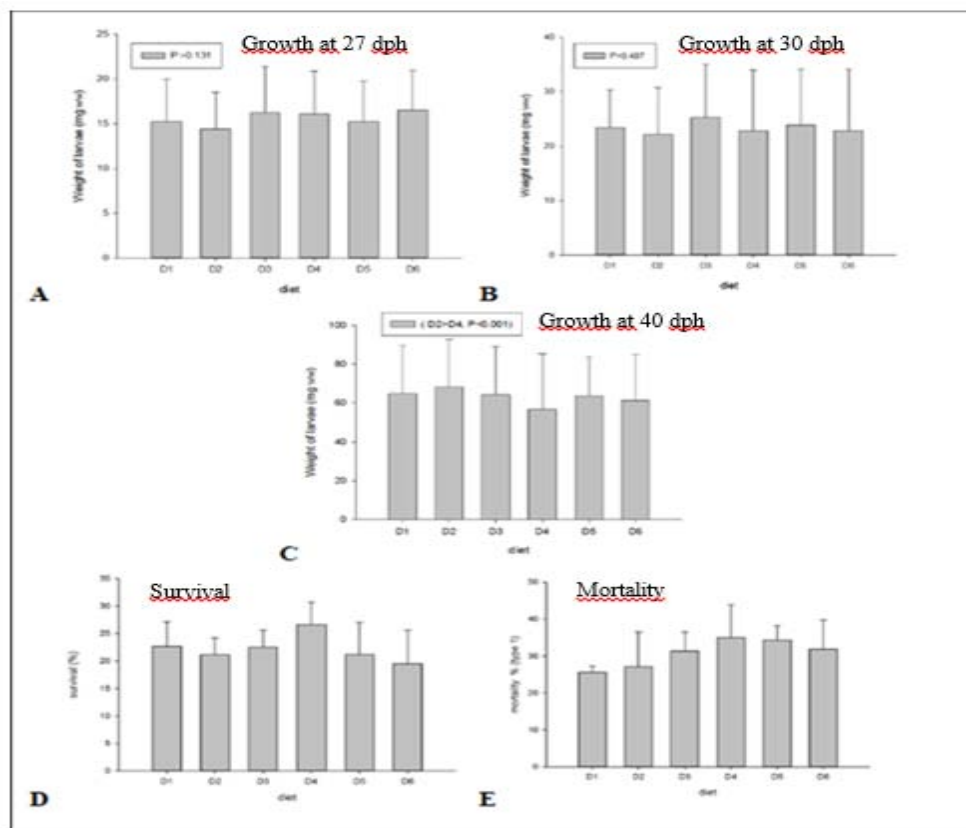 Growth at 27 dph
P=0.131
Weight of larvae (mg ww)
25
20
15
10
5
0
D1 D2 D3 D4 D5 D6
diet
A
Growth at 30 dph
Weight of larvae (mg ww)
40
30
20
10
0
D1 D2 D3 D4 D5 D6
diet
B
Growth at 40 dph
( D2>D4, P<0.001)
Weight of larvae (mg ww)
100
80
60
40
20
0
D1 D2 D3 D4 D5 D6
diet
C
Survival
survival (%)
35
30
25
20
15
10
5
0
D1 D2 D3 D4 D5 D6
diet
D
Mortality
mortality % (type 1)
50
40
30
20
10
0
D1 D2 D3 D4 D5 D6
diet
E